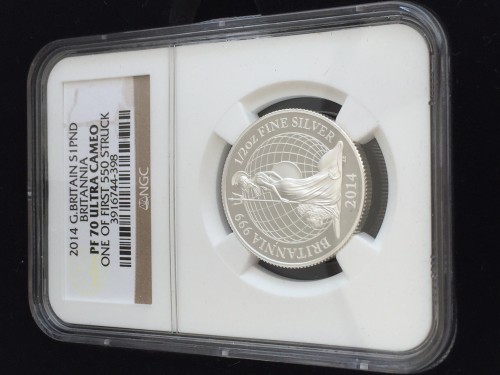 2014 G.BRITAIN S1PND
BRITANNIA
PF 70 ULTRA CAMEO
ONE OF FIRST 550 STRUCK
3916744-398
NGC
1/2oz FINE SILVER
2014
BRITANNIA 999